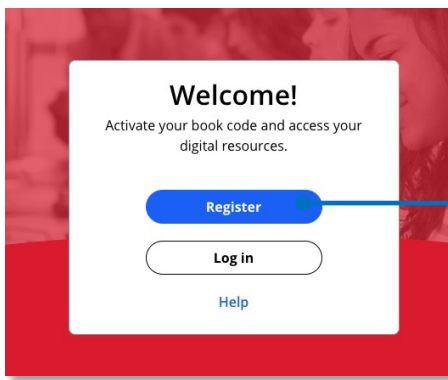 Welcome!
Activate your book code and access your
digital resources.
Register
Log in
Help